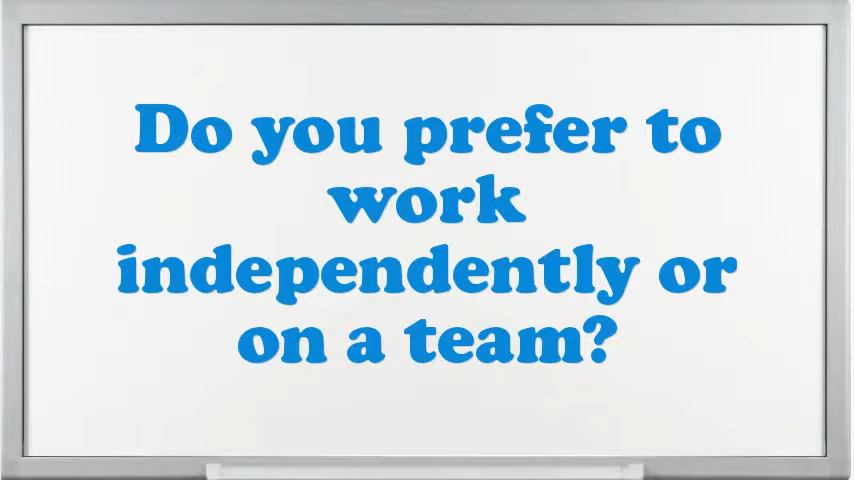 Do you prefer to
work
independently or
on a team?